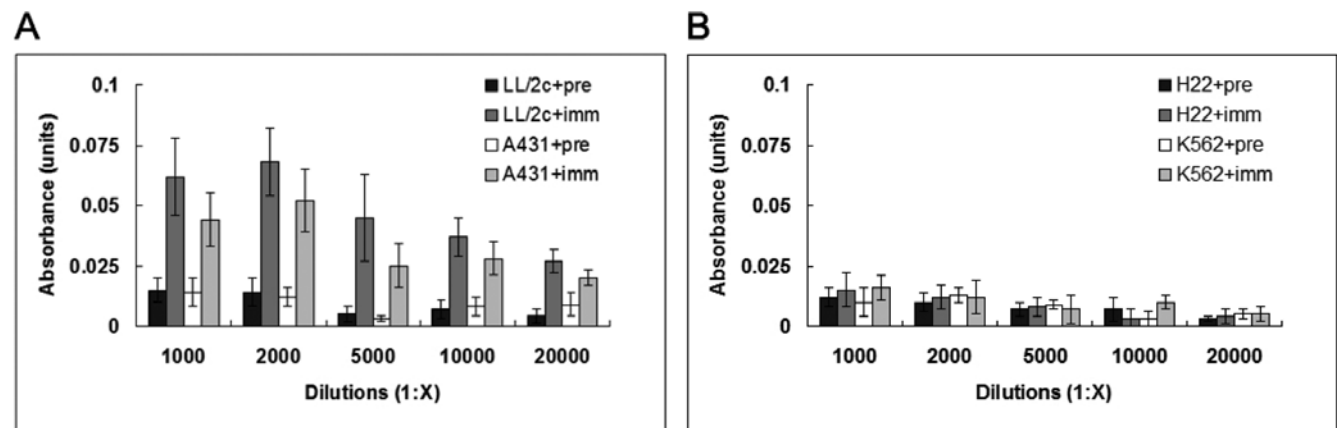 A
Absorbance (units)
0.1
0.075
0.05
0.025
0
LL/2c+pre
LL/2c+imm
A431+pre
A431+imm
1000 2000 5000 10000 20000
Dilutions (1:X)
B
Absorbance (units)
0.1
0.075
0.05
0.025
0
H22+pre
H22+imm
K562+pre
K562+imm
1000 2000 5000 10000 20000
Dilutions (1:X)